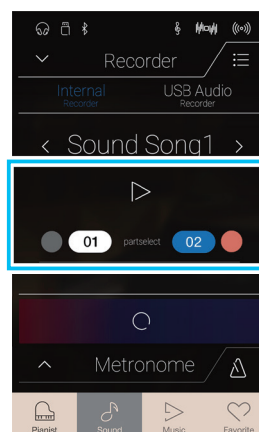 Recorder
Internal USB Audio
Recorder Recorder
Sound Song1
01 partselect 02
Metronome
Pianist Sound Music Favorite